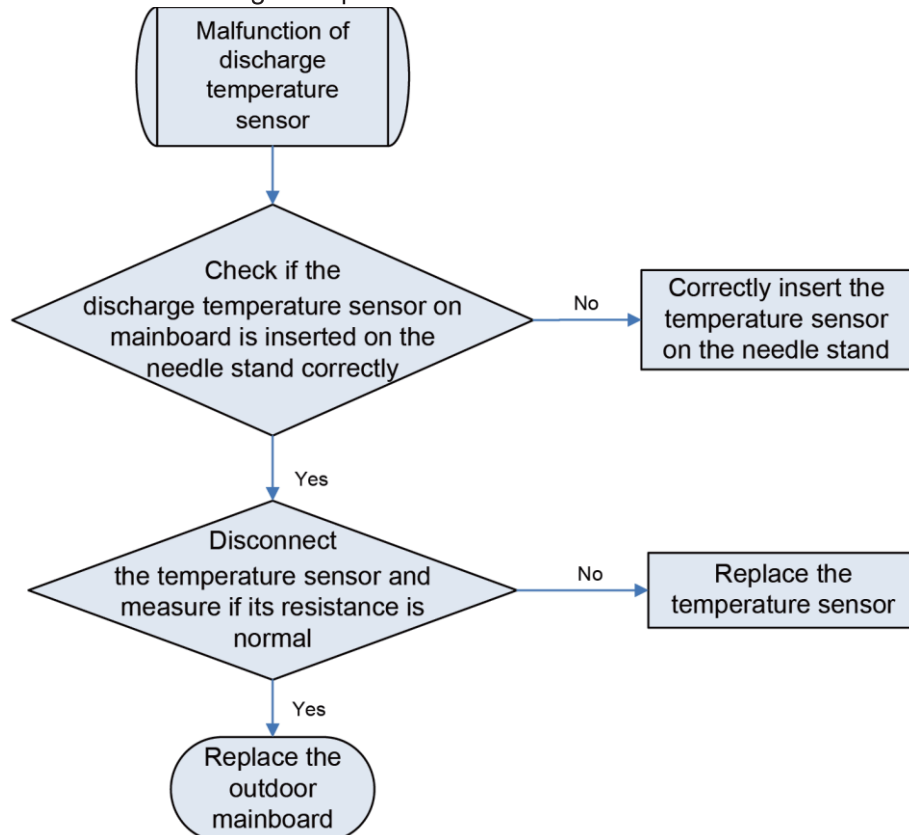 Malfunction of
discharge
temperature
sensor
Check if the
discharge temperature sensor on
mainboard is inserted on the
needle stand correctly
No
Correctly insert the
temperature sensor
on the needle stand
Yes
Disconnect
the temperature sensor and
measure if its resistance is
normal
No
Replace the
temperature sensor
Yes
Replace the
outdoor
mainboard